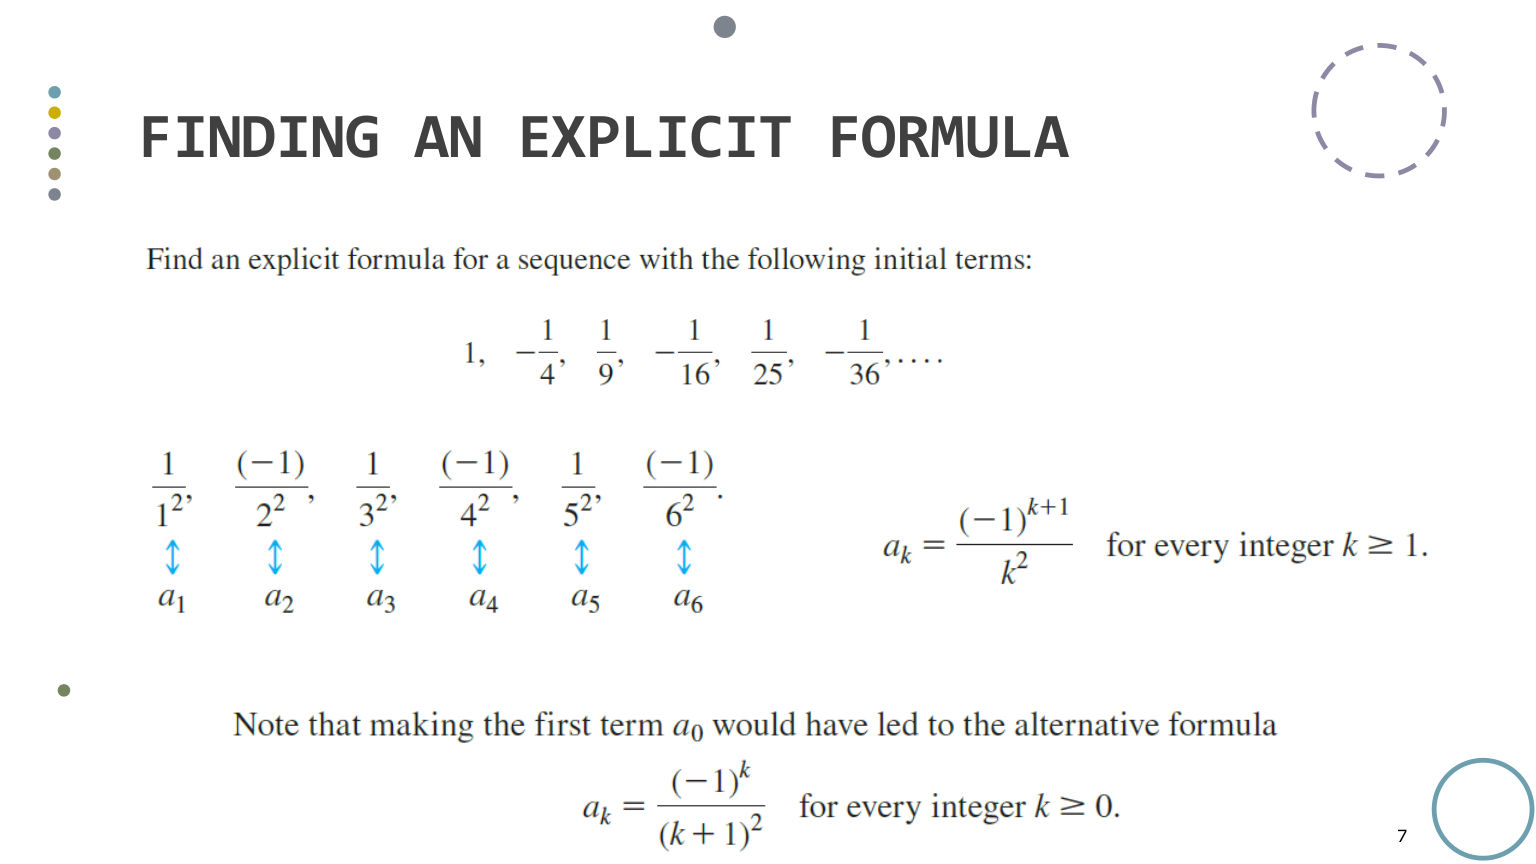 FINDING AN EXPLICIT FORMULA
Find an explicit formula for a sequence with the following initial terms:
1, −1/4, 1/9, −1/16, 1/25, −1/36, . . . .
1/1², (−1)/2², 1/3², (−1)/4², 1/5², (−1)/6².
↕ ↕ ↕ ↕ ↕ ↕
a₁ a₂ a₃ a₄ a₅ a₆
aₖ = (−1)ᵏ⁺¹/k² for every integer k ≥ 1.
Note that making the first term a₀ would have led to the alternative formula
aₖ = (−1)ᵏ/(k + 1)² for every integer k ≥ 0.
7